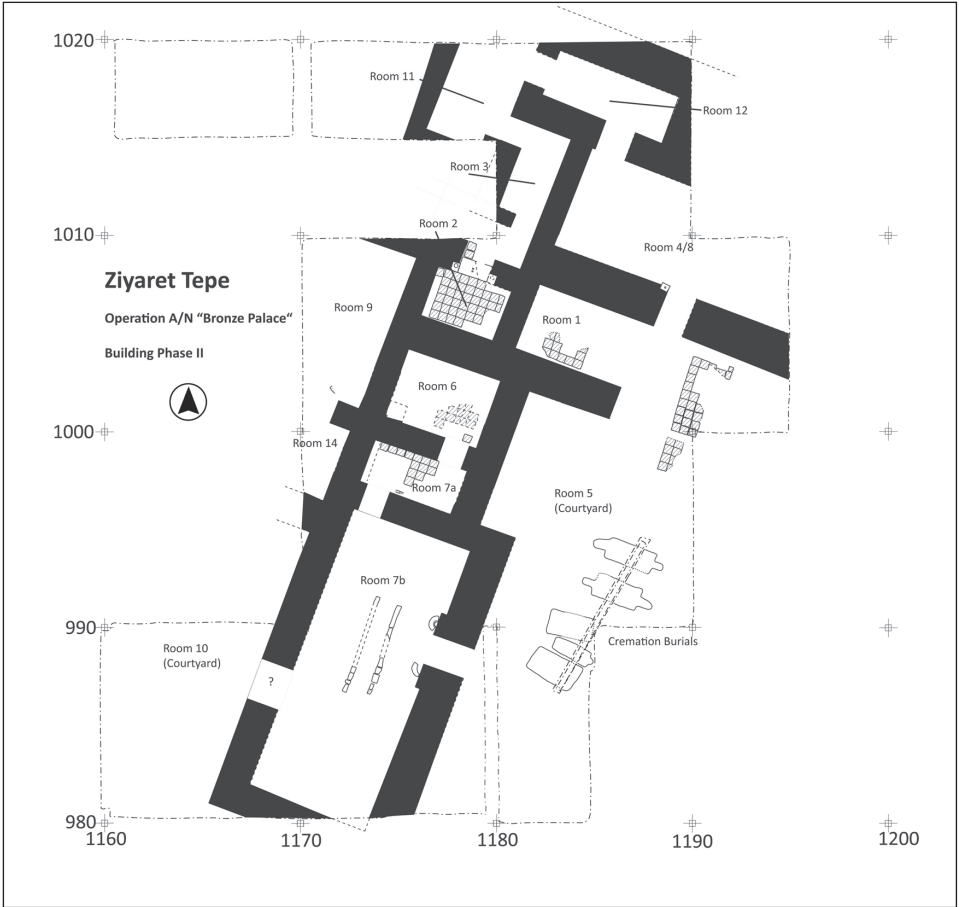 1020
Room 11
Room 12
Room 3
Room 2
1010
Room 4/8
Ziyaret Tepe
Operation A/N “Bronze Palace“
Building Phase II
Room 9
Room 1
Room 6
1000
Room 14
Room 7a
Room 5
(Courtyard)
Room 7b
990
Room 10
(Courtyard)
Cremation Burials
?
980
1160
1170
1180
1190
1200